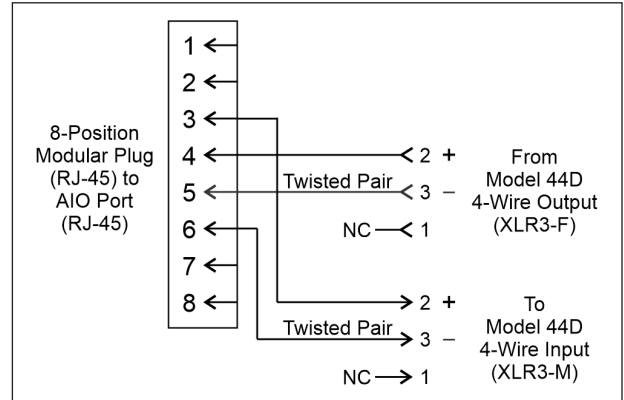 8-Position
Modular Plug
(RJ-45) to
AIO Port
(RJ-45)
1
2
3
4
5
6
7
8
Twisted Pair
2 +
3 –
NC 1
From
Model 44D
4-Wire Output
(XLR3-F)
Twisted Pair
2 +
3 –
NC 1
To
Model 44D
4-Wire Input
(XLR3-M)